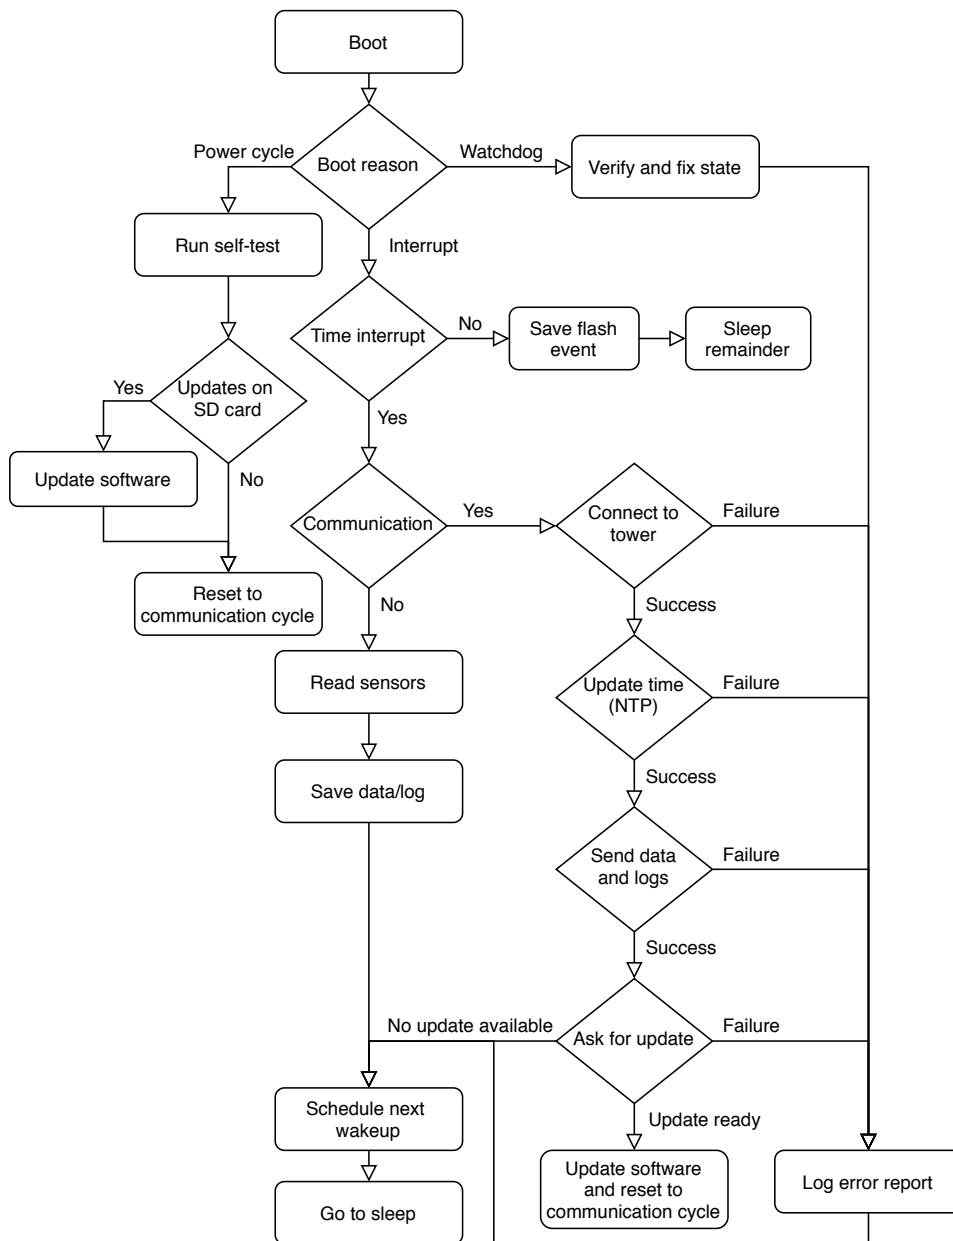 Boot
Power cycle
Boot reason
Watchdog
Verify and fix state
Run self-test
Interrupt
Time interrupt
No
Save flash
event
Sleep
remainder
Yes
Updates on
SD card
Yes
Update software
No
Communication
Yes
Connect to
tower
Failure
Reset to
communication cycle
No
Success
Read sensors
Update time
(NTP)
Failure
Save data/log
Success
Send data
and logs
Failure
Success
No update available
Ask for update
Failure
Schedule next
wakeup
Update ready
Update software
and reset to
communication cycle
Log error report
Go to sleep